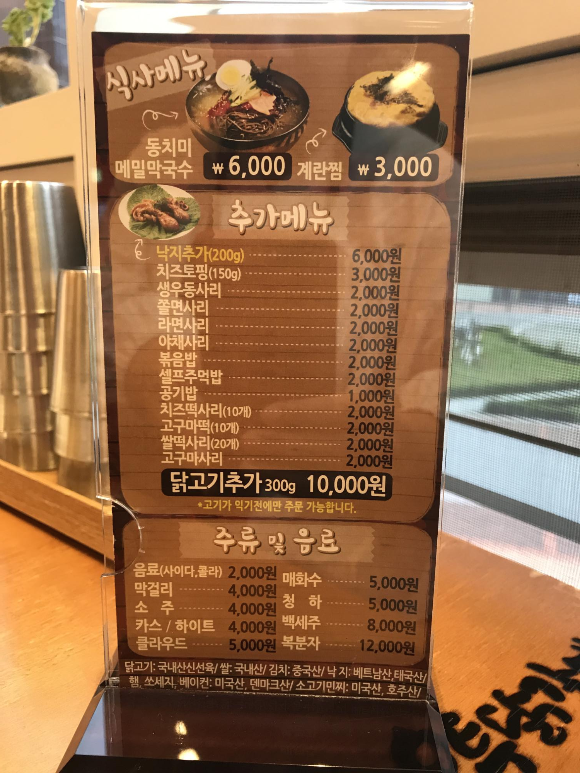 식사메뉴
동치미
메밀막국수 ₩ 6,000 계란찜 ₩ 3,000
추가메뉴
낙지추가(200g) 6,000원
치즈토핑(150g) 3,000원
생우동사리 2,000원
쫄면사리 2,000원
라면사리 2,000원
야채사리 2,000원
볶음밥 2,000원
셀프주먹밥 2,000원
공기밥 1,000원
치즈떡사리(10개) 2,000원
고구마떡(10개) 2,000원
쌀떡사리(20개) 2,000원
고구마사리 2,000원
닭고기추가 300g 10,000원
*고기가 익기전에만 주문 가능합니다.
주류 및 음료
음료(사이다,콜라) 2,000원 매화수 5,000원
막걸리 4,000원 청 하 5,000원
소 주 4,000원 백세주 8,000원
카스 / 하이트 4,000원 복분자 12,000원
클라우드 5,000원
닭고기: 국내산신선육/ 쌀: 국내산/ 김치: 중국산/ 낙 지: 베트남산,태국산/
햄, 쏘세지, 베이컨: 미국산, 덴마크산/ 소고기민찌: 미국산, 호주산/